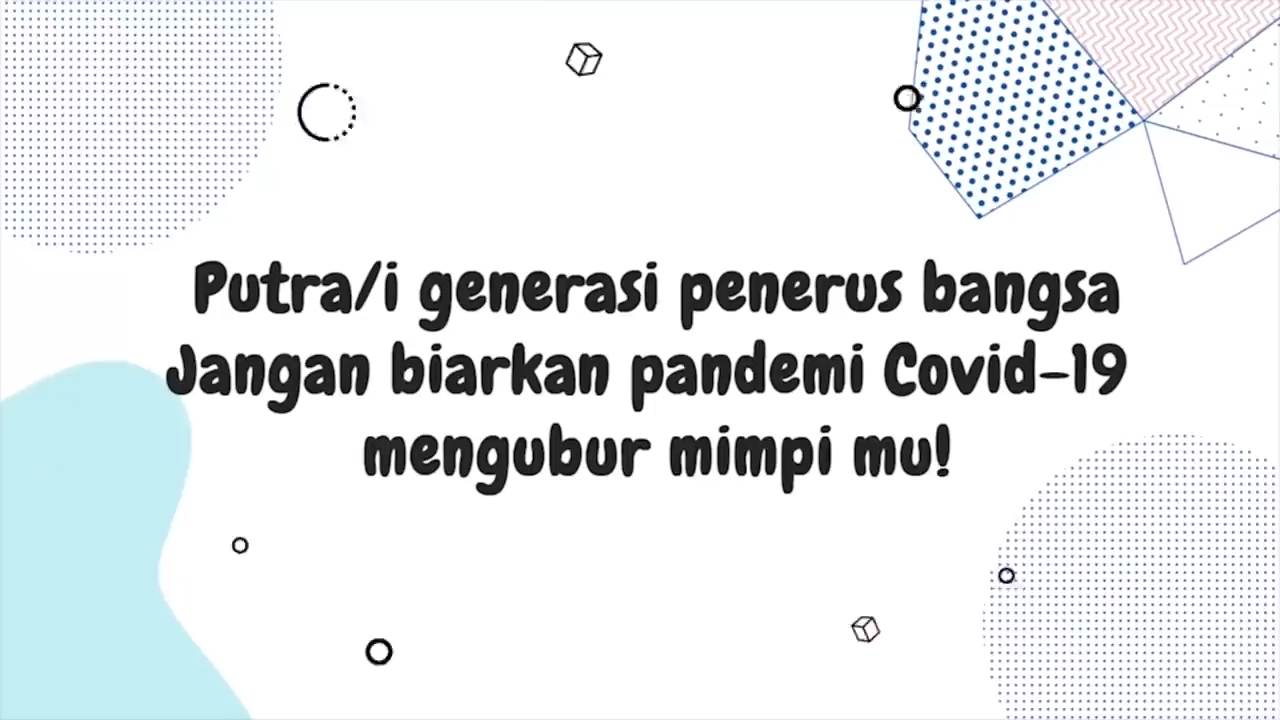 Putra/i generasi penerus bangsa
Jangan biarkan pandemi Covid-19
mengubur mimpi mu!